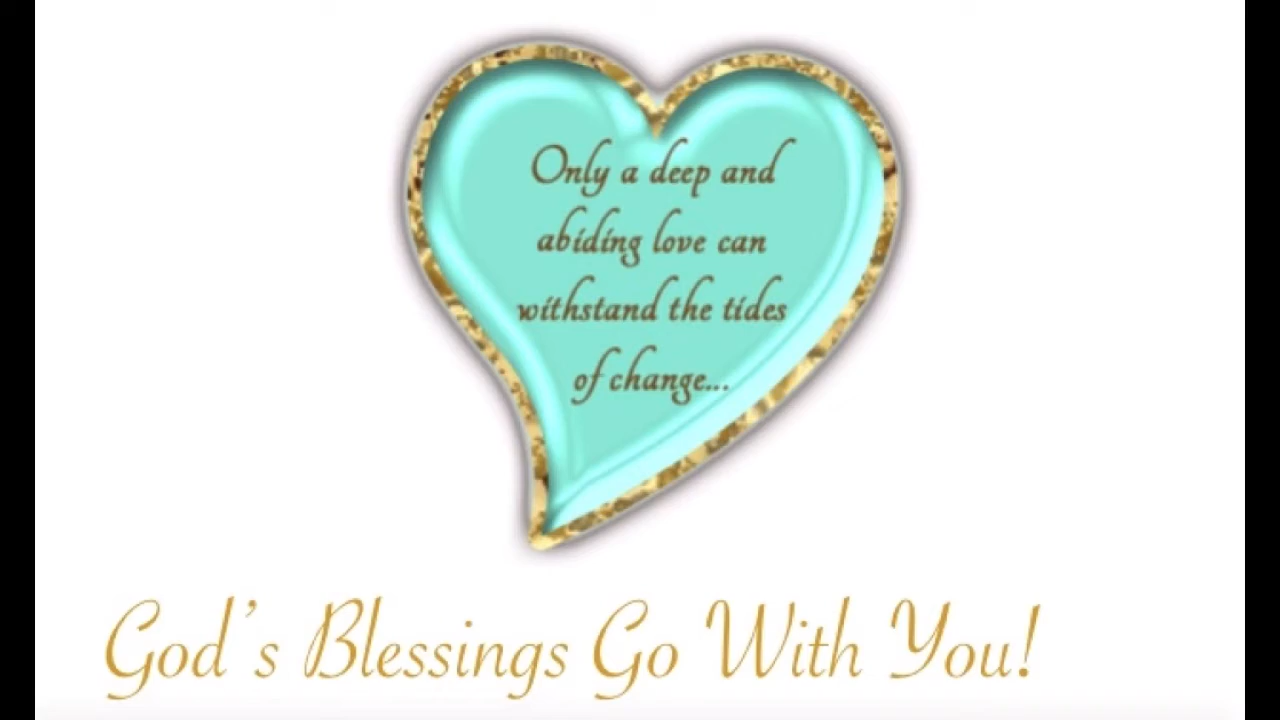 Only a deep and
abiding love can
withstand the tides
of change...
God's Blessings Go With You!